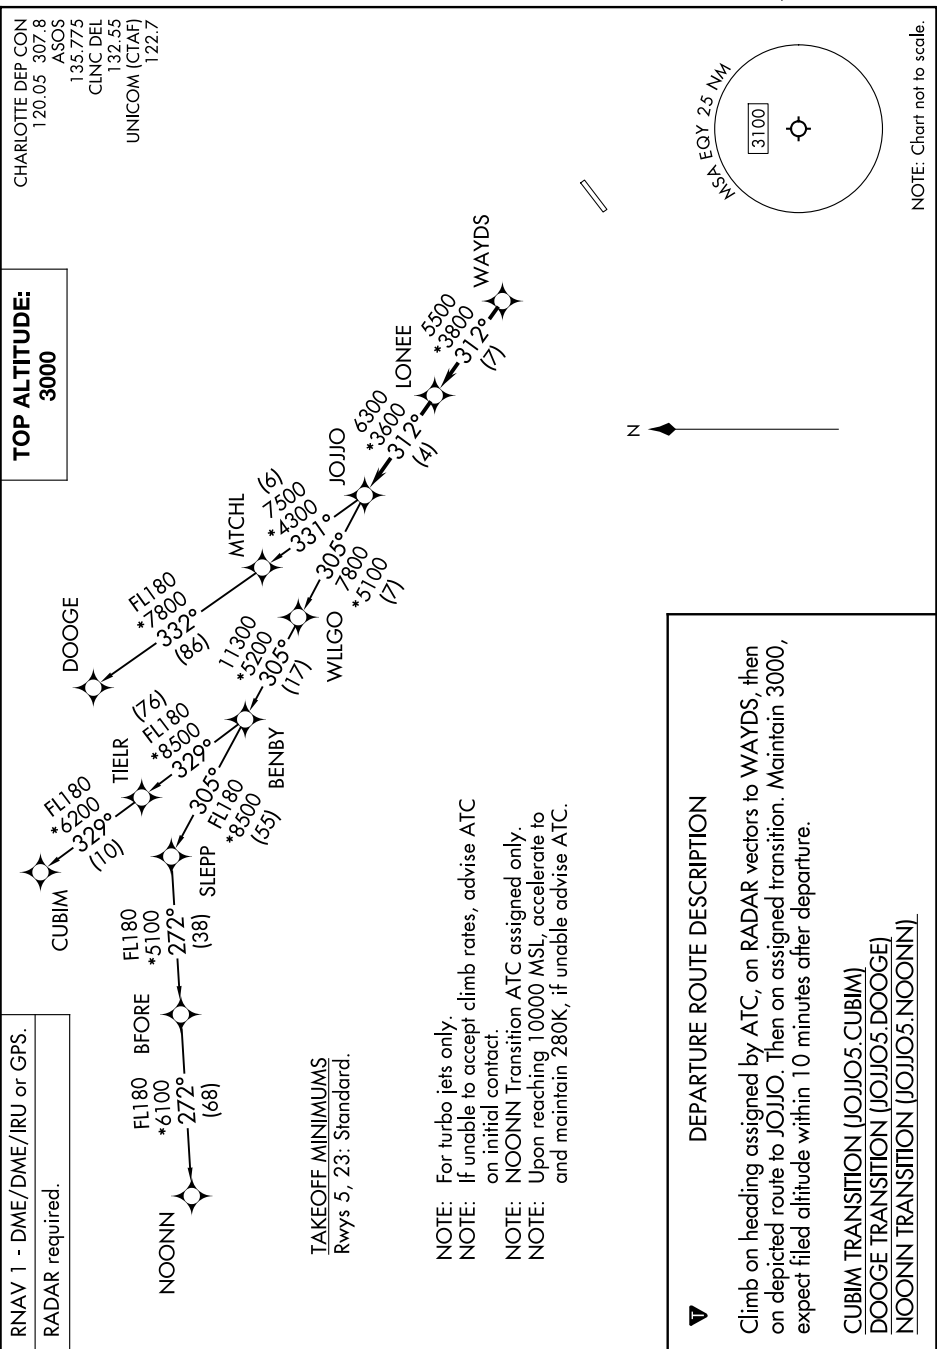 RNAV 1 - DME/DME/IRU or GPS.
RADAR required.
TOP ALTITUDE:
3000
CHARLOTTE DEP CON
120.05 307.8
ASOS
135.775
CLNC DEL
132.55
UNICOM (CTAF)
122.7
CUBIM
FL180
*6200
329°
(10)
TIELR
(76)
FL180
*8500
329°
DOOGE
FL180
*7800
332°
(86)
MTCHL
(6)
7500
*4300
331°
JOJJO
6300
*3600
312°
(4)
LONEE
5500
*3800
312°
(7)
WAYDS
NOONN
FL180
*6100
272°
(68)
BFORE
FL180
*5100
272°
(38)
SLEPP
305°
FL180
*8500
(55)
BENBY
11300
*5200
305°
(17)
WLLGO
305°
7800
*5100
(7)
TAKEOFF MINIMUMS
Rwys 5, 23: Standard.
NOTE: For turbo jets only.
NOTE: If unable to accept climb rates, advise ATC
on initial contact.
NOTE: NOONN Transition ATC assigned only.
NOTE: Upon reaching 10000 MSL, accelerate to
and maintain 280K, if unable advise ATC.
N
MSA EQY 25 NM
3100
NOTE: Chart not to scale.
T
DEPARTURE ROUTE DESCRIPTION
Climb on heading assigned by ATC, on RADAR vectors to WAYDS, then
on depicted route to JOJJO. Then on assigned transition. Maintain 3000,
expect filed altitude within 10 minutes after departure.
CUBIM TRANSITION (JOJJO5.CUBIM)
DOOGE TRANSITION (JOJJO5.DOOGE)
NOONN TRANSITION (JOJJO5.NOONN)